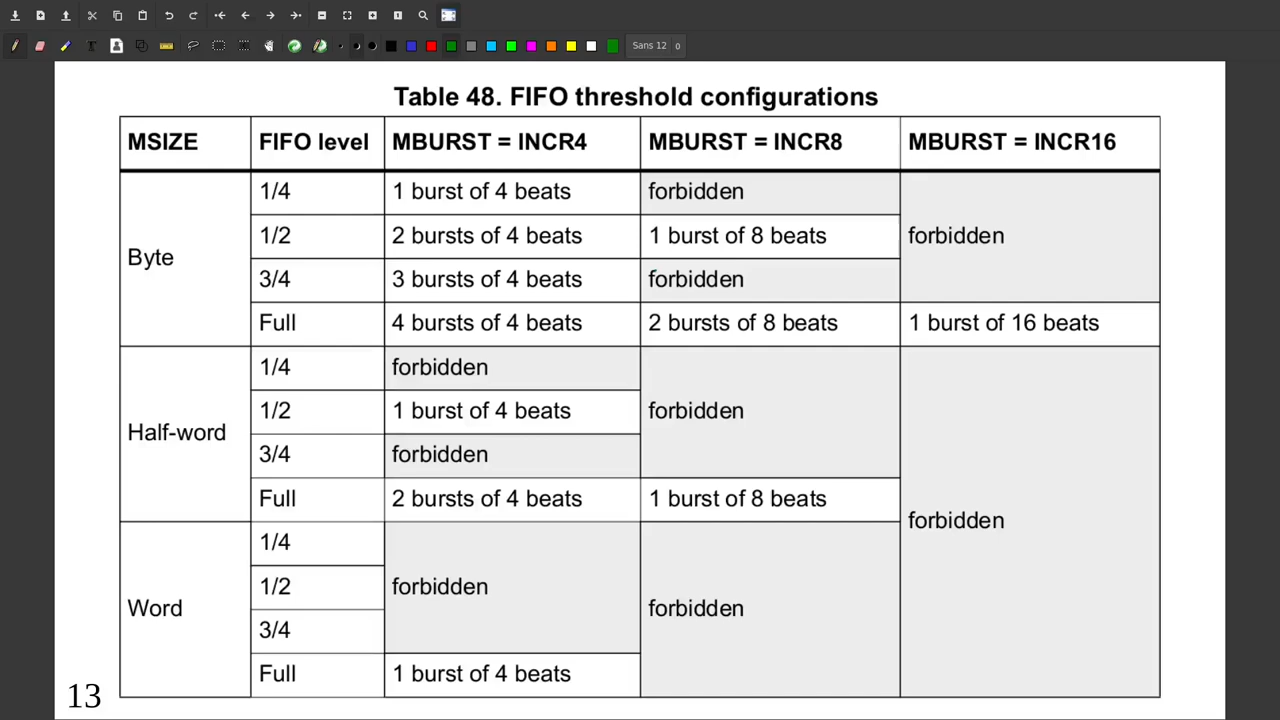 Sans 12 0
Table 48. FIFO threshold configurations
MSIZE FIFO level MBURST = INCR4 MBURST = INCR8 MBURST = INCR16
Byte
1/4 1 burst of 4 beats forbidden
1/2 2 bursts of 4 beats 1 burst of 8 beats forbidden
3/4 3 bursts of 4 beats forbidden
Full 4 bursts of 4 beats 2 bursts of 8 beats 1 burst of 16 beats
Half-word
1/4 forbidden
1/2 1 burst of 4 beats forbidden
3/4 forbidden
Full 2 bursts of 4 beats 1 burst of 8 beats
forbidden
Word
1/4
1/2 forbidden
forbidden
3/4
Full 1 burst of 4 beats
13